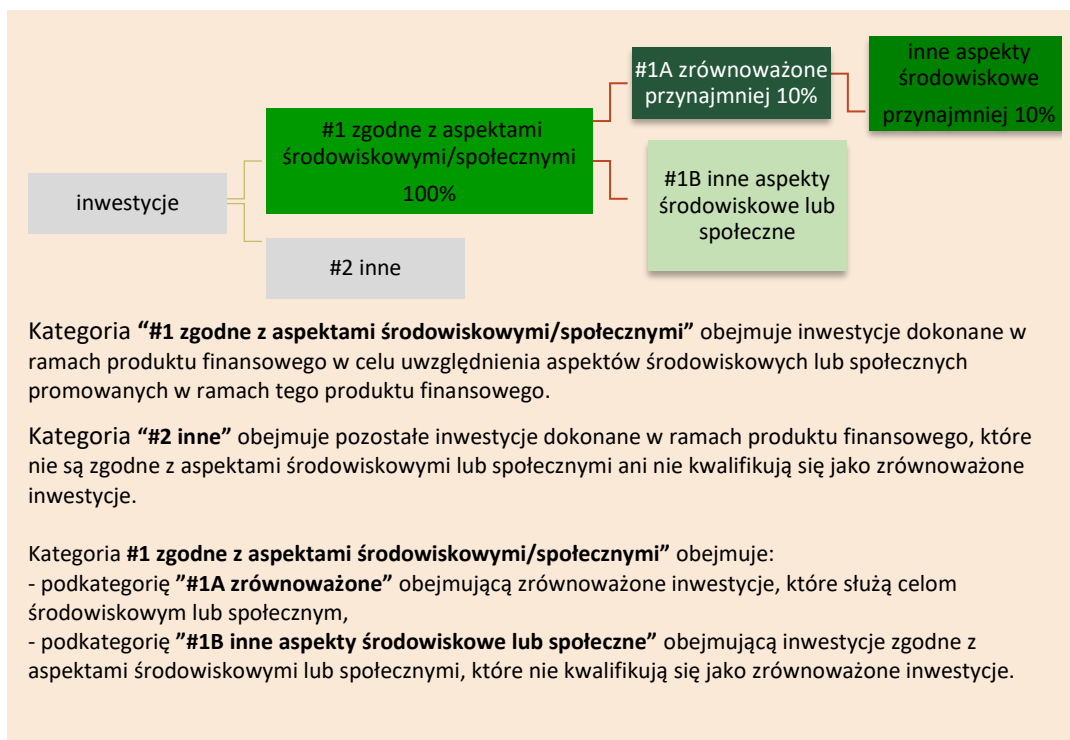 #1A zrównoważone
przynajmniej 10%
inne aspekty
środowiskowe
przynajmniej 10%
#1 zgodne z aspektami
środowiskowymi/społecznymi
100%
#1B inne aspekty
środowiskowe lub
społeczne
inwestycje
#2 inne
Kategoria “#1 zgodne z aspektami środowiskowymi/społecznymi” obejmuje inwestycje dokonane w
ramach produktu finansowego w celu uwzględnienia aspektów środowiskowych lub społecznych
promowanych w ramach tego produktu finansowego.
Kategoria “#2 inne” obejmuje pozostałe inwestycje dokonane w ramach produktu finansowego, które
nie są zgodne z aspektami środowiskowymi lub społecznymi ani nie kwalifikują się jako zrównoważone
inwestycje.
Kategoria #1 zgodne z aspektami środowiskowymi/społecznymi” obejmuje:
- podkategorię ”#1A zrównoważone” obejmującą zrównoważone inwestycje, które służą celom
środowiskowym lub społecznym,
- podkategorię ”#1B inne aspekty środowiskowe lub społeczne” obejmującą inwestycje zgodne z
aspektami środowiskowymi lub społecznymi, które nie kwalifikują się jako zrównoważone inwestycje.